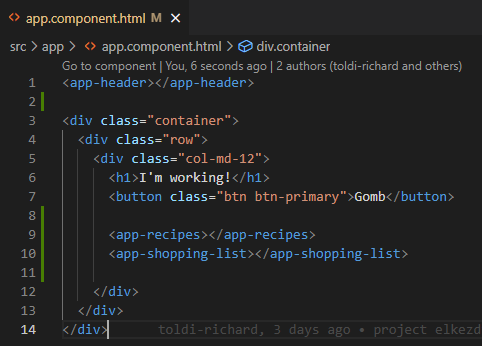 app.component.html M ×
src > app > app.component.html > div.container
Go to component | You, 6 seconds ago | 2 authors (toldi-richard and others)
1 <app-header></app-header>
2
3 <div class="container">
4 <div class="row">
5 <div class="col-md-12">
6 <h1>I'm working!</h1>
7 <button class="btn btn-primary">Gomb</button>
8
9 <app-recipes></app-recipes>
10 <app-shopping-list></app-shopping-list>
11
12 </div>
13 </div>
14 </div> toldi-richard, 3 days ago • project elkezd